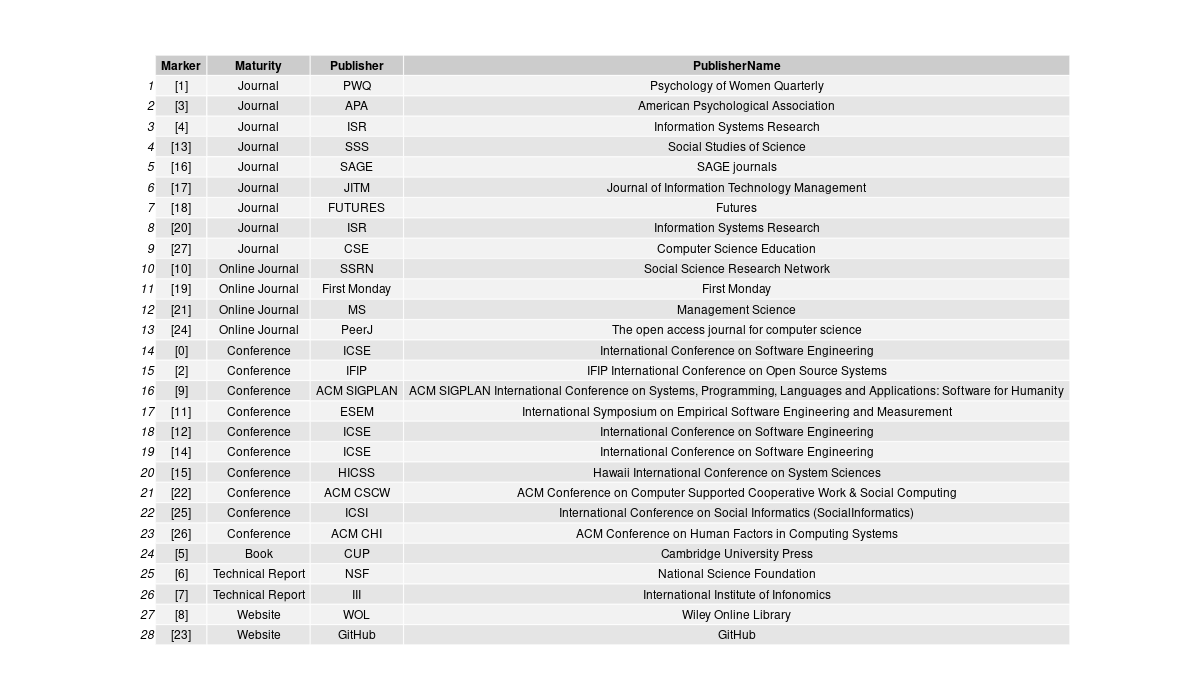 Marker Maturity Publisher PublisherName
1 [1] Journal PWQ Psychology of Women Quarterly
2 [3] Journal APA American Psychological Association
3 [4] Journal ISR Information Systems Research
4 [13] Journal SSS Social Studies of Science
5 [16] Journal SAGE SAGE journals
6 [17] Journal JITM Journal of Information Technology Management
7 [18] Journal FUTURES Futures
8 [20] Journal ISR Information Systems Research
9 [27] Journal CSE Computer Science Education
10 [10] Online Journal SSRN Social Science Research Network
11 [19] Online Journal First Monday First Monday
12 [21] Online Journal MS Management Science
13 [24] Online Journal PeerJ The open access journal for computer science
14 [0] Conference ICSE International Conference on Software Engineering
15 [2] Conference IFIP IFIP International Conference on Open Source Systems
16 [9] Conference ACM SIGPLAN ACM SIGPLAN International Conference on Systems, Programming, Languages and Applications: Software for Humanity
17 [11] Conference ESEM International Symposium on Empirical Software Engineering and Measurement
18 [12] Conference ICSE International Conference on Software Engineering
19 [14] Conference ICSE International Conference on Software Engineering
20 [15] Conference HICSS Hawaii International Conference on System Sciences
21 [22] Conference ACM CSCW ACM Conference on Computer Supported Cooperative Work & Social Computing
22 [25] Conference ICSI International Conference on Social Informatics (SocialInformatics)
23 [26] Conference ACM CHI ACM Conference on Human Factors in Computing Systems
24 [5] Book CUP Cambridge University Press
25 [6] Technical Report NSF National Science Foundation
26 [7] Technical Report III International Institute of Infonomics
27 [8] Website WOL Wiley Online Library
28 [23] Website GitHub GitHub